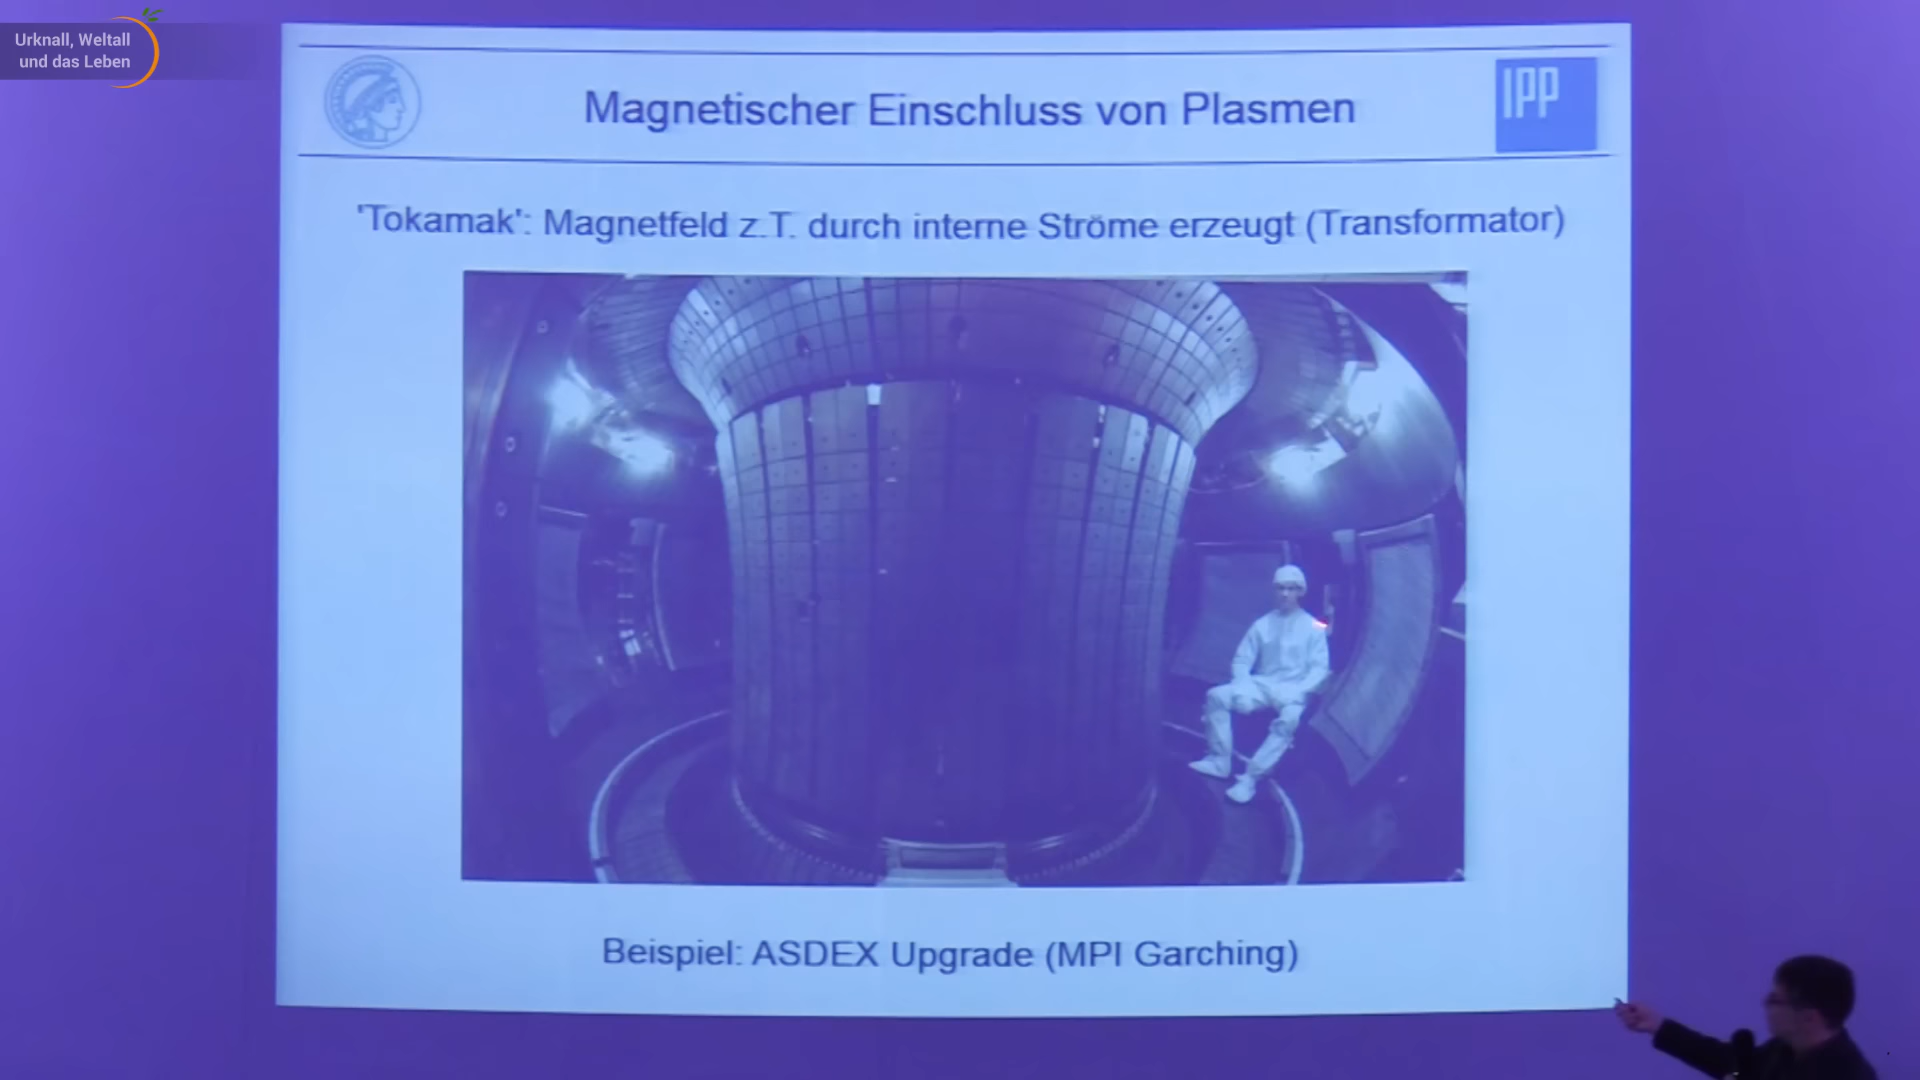 Urknall, Weltall
und das Leben
Magnetischer Einschluss von Plasmen
IPP
'Tokamak': Magnetfeld z.T. durch interne Ströme erzeugt (Transformator)
Beispiel: ASDEX Upgrade (MPI Garching)